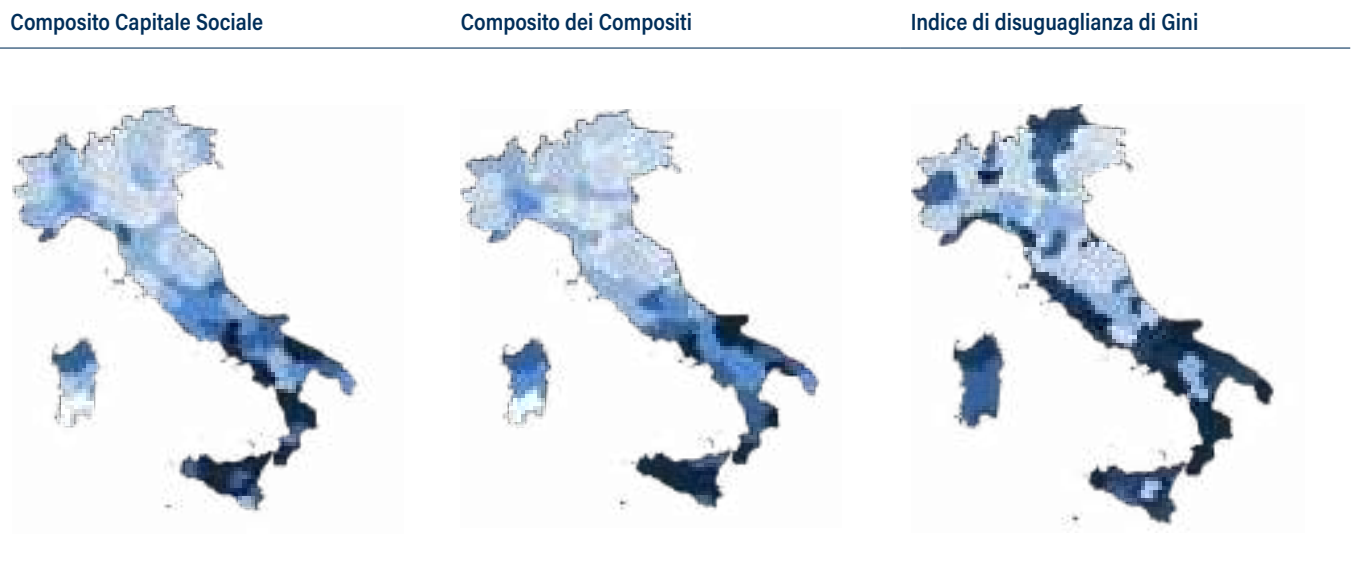 Composito Capitale Sociale
Composito dei Compositi
Indice di disuguaglianza di Gini